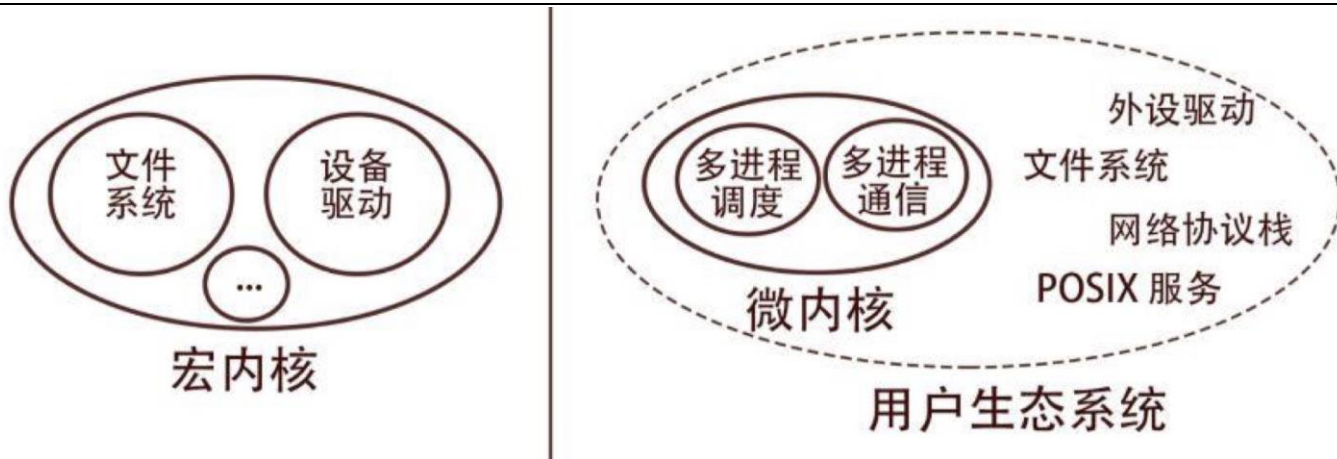 文件
系统
设备
驱动
...
宏内核
多进程
调度
多进程
通信
微内核
外设驱动
文件系统
网络协议栈
POSIX 服务
用户生态系统